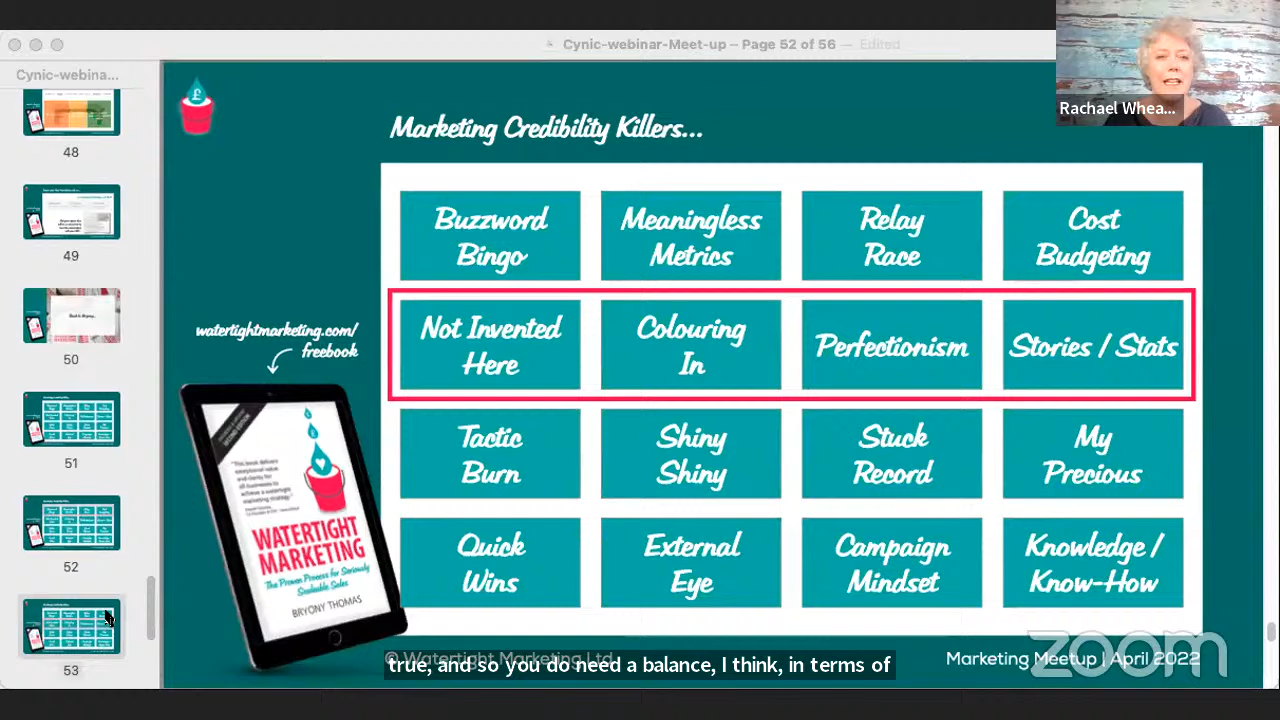 Cynic-webinar-Meet-up – Page 52 of 56 — Edited
Cynic-webina...
Rachael Whea...
48
49
50
51
52
53
£
Marketing Credibility Killers...
Buzzword
Bingo
Meaningless
Metrics
Relay
Race
Cost
Budgeting
Not Invented
Here
Colouring
In
Perfectionism
Stories / Stats
Tactic
Burn
Shiny
Shiny
Stuck
Record
My
Precious
Quick
Wins
External
Eye
Campaign
Mindset
Knowledge /
Know-How
watertightmarketing.com/
freebook
WATERTIGHT
MARKETING
The Proven Process for Seriously
Scalable Sales
BRYONY THOMAS
© Watertight Marketing Ltd
true, and so you do need a balance, I think, in terms of
Marketing Meetup | April 2022
zoom